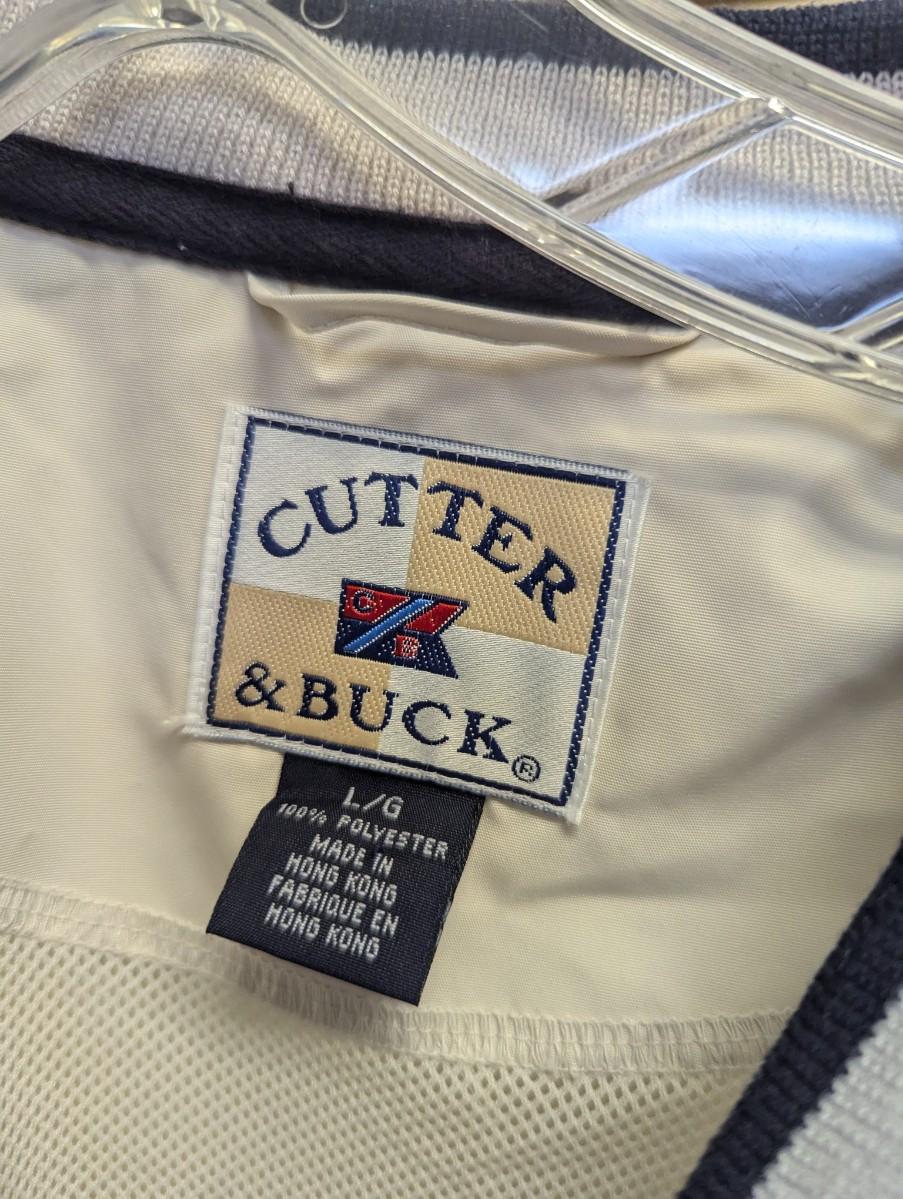 CUTTER
C
B
& BUCK®
L/G
100% POLYESTER
MADE IN
HONG KONG
FABRIQUE EN
HONG KONG